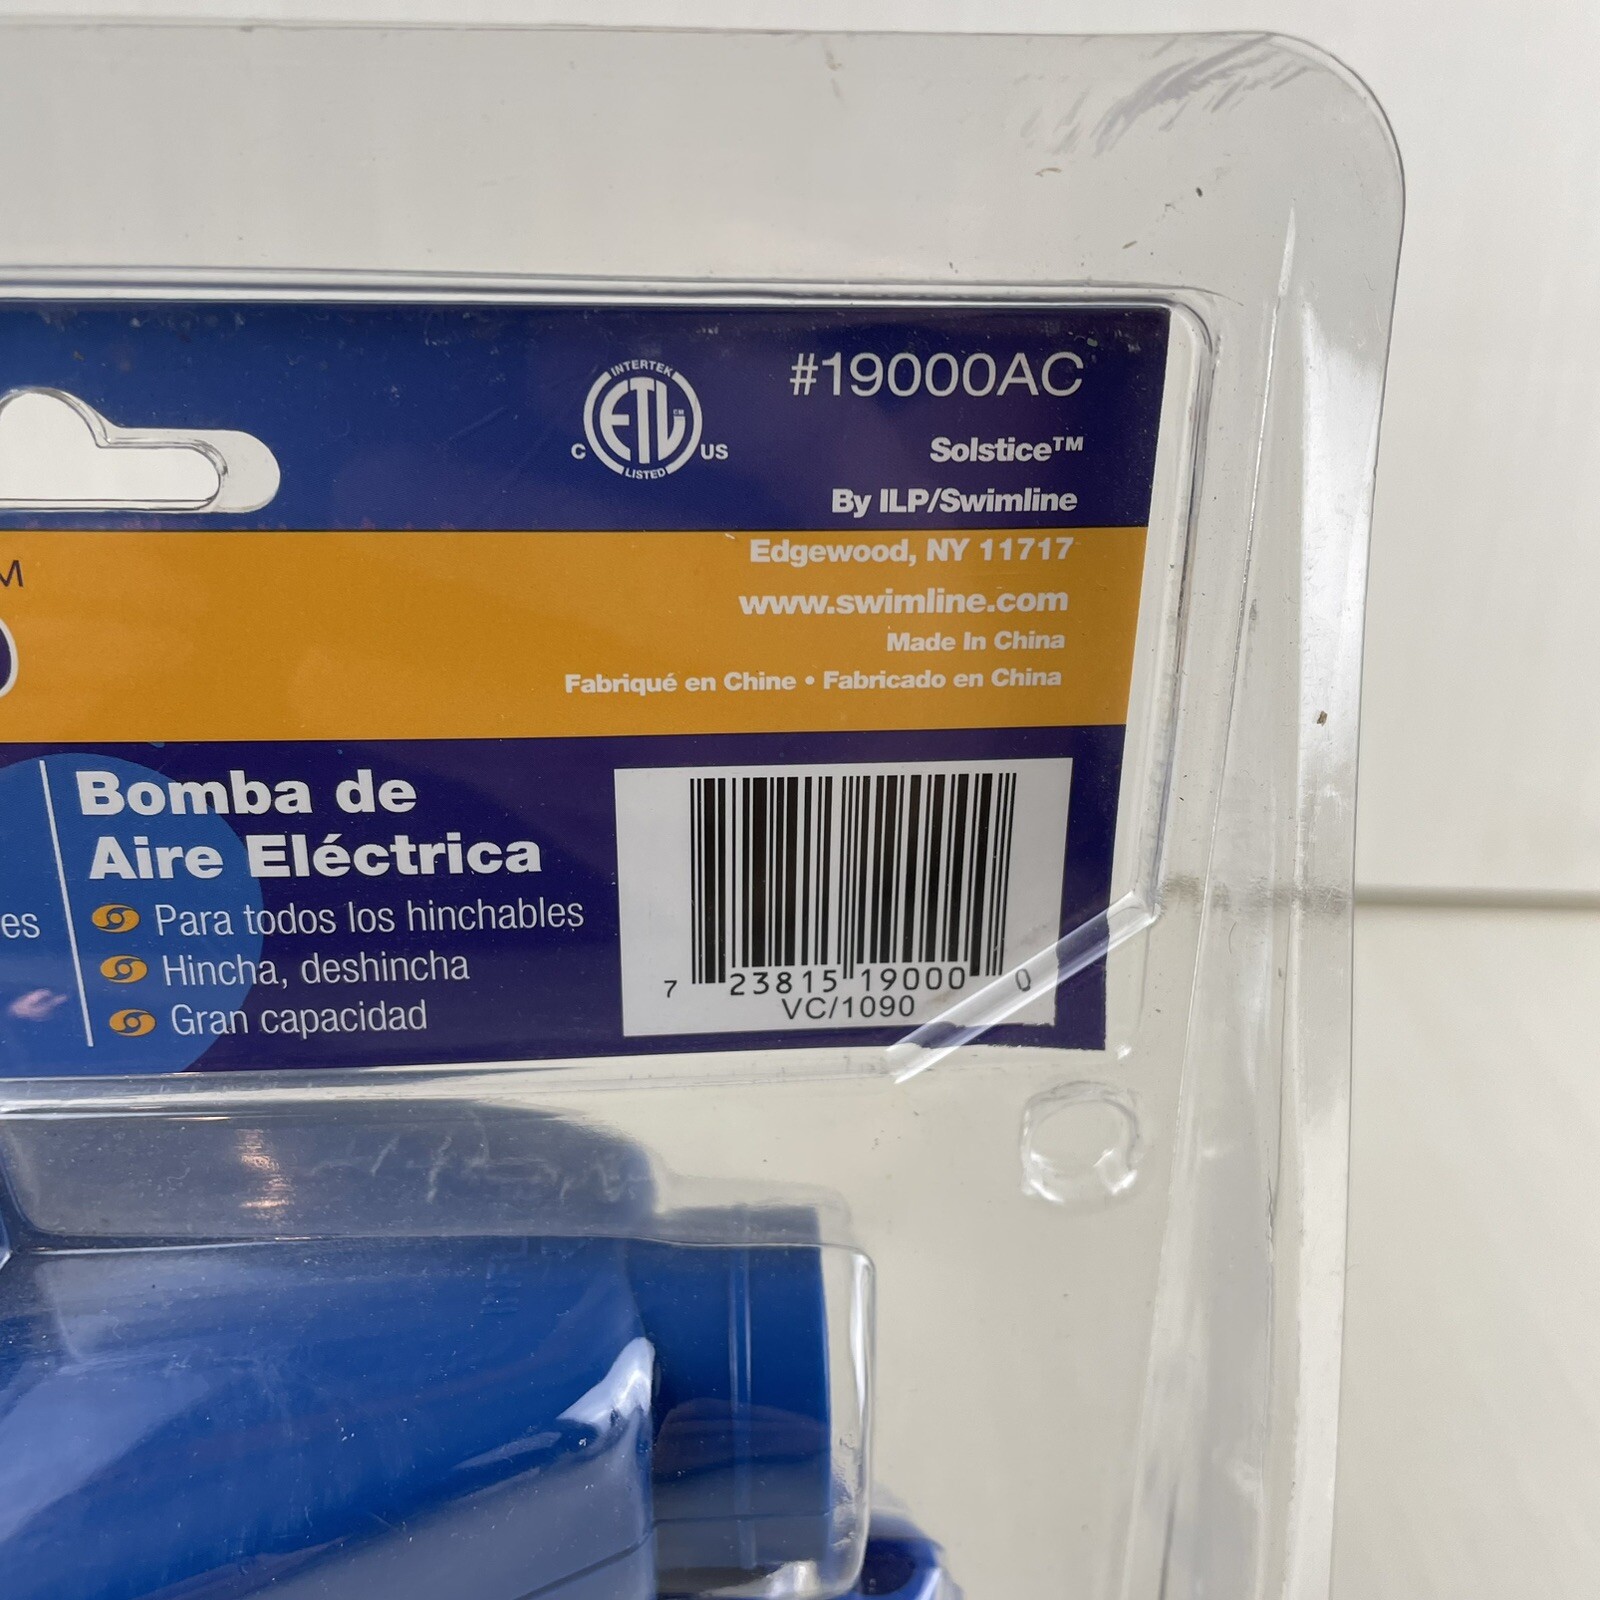 INTERTEK
ETL CM
C US
LISTED
#19000AC
Solstice™
By ILP/Swimline
Edgewood, NY 11717
www.swimline.com
Made In China
Fabriqué en Chine • Fabricado en China
M
es
Bomba de
Aire Eléctrica
Para todos los hinchables
Hincha, deshincha
Gran capacidad
7 23815 19000 0
VC/1090